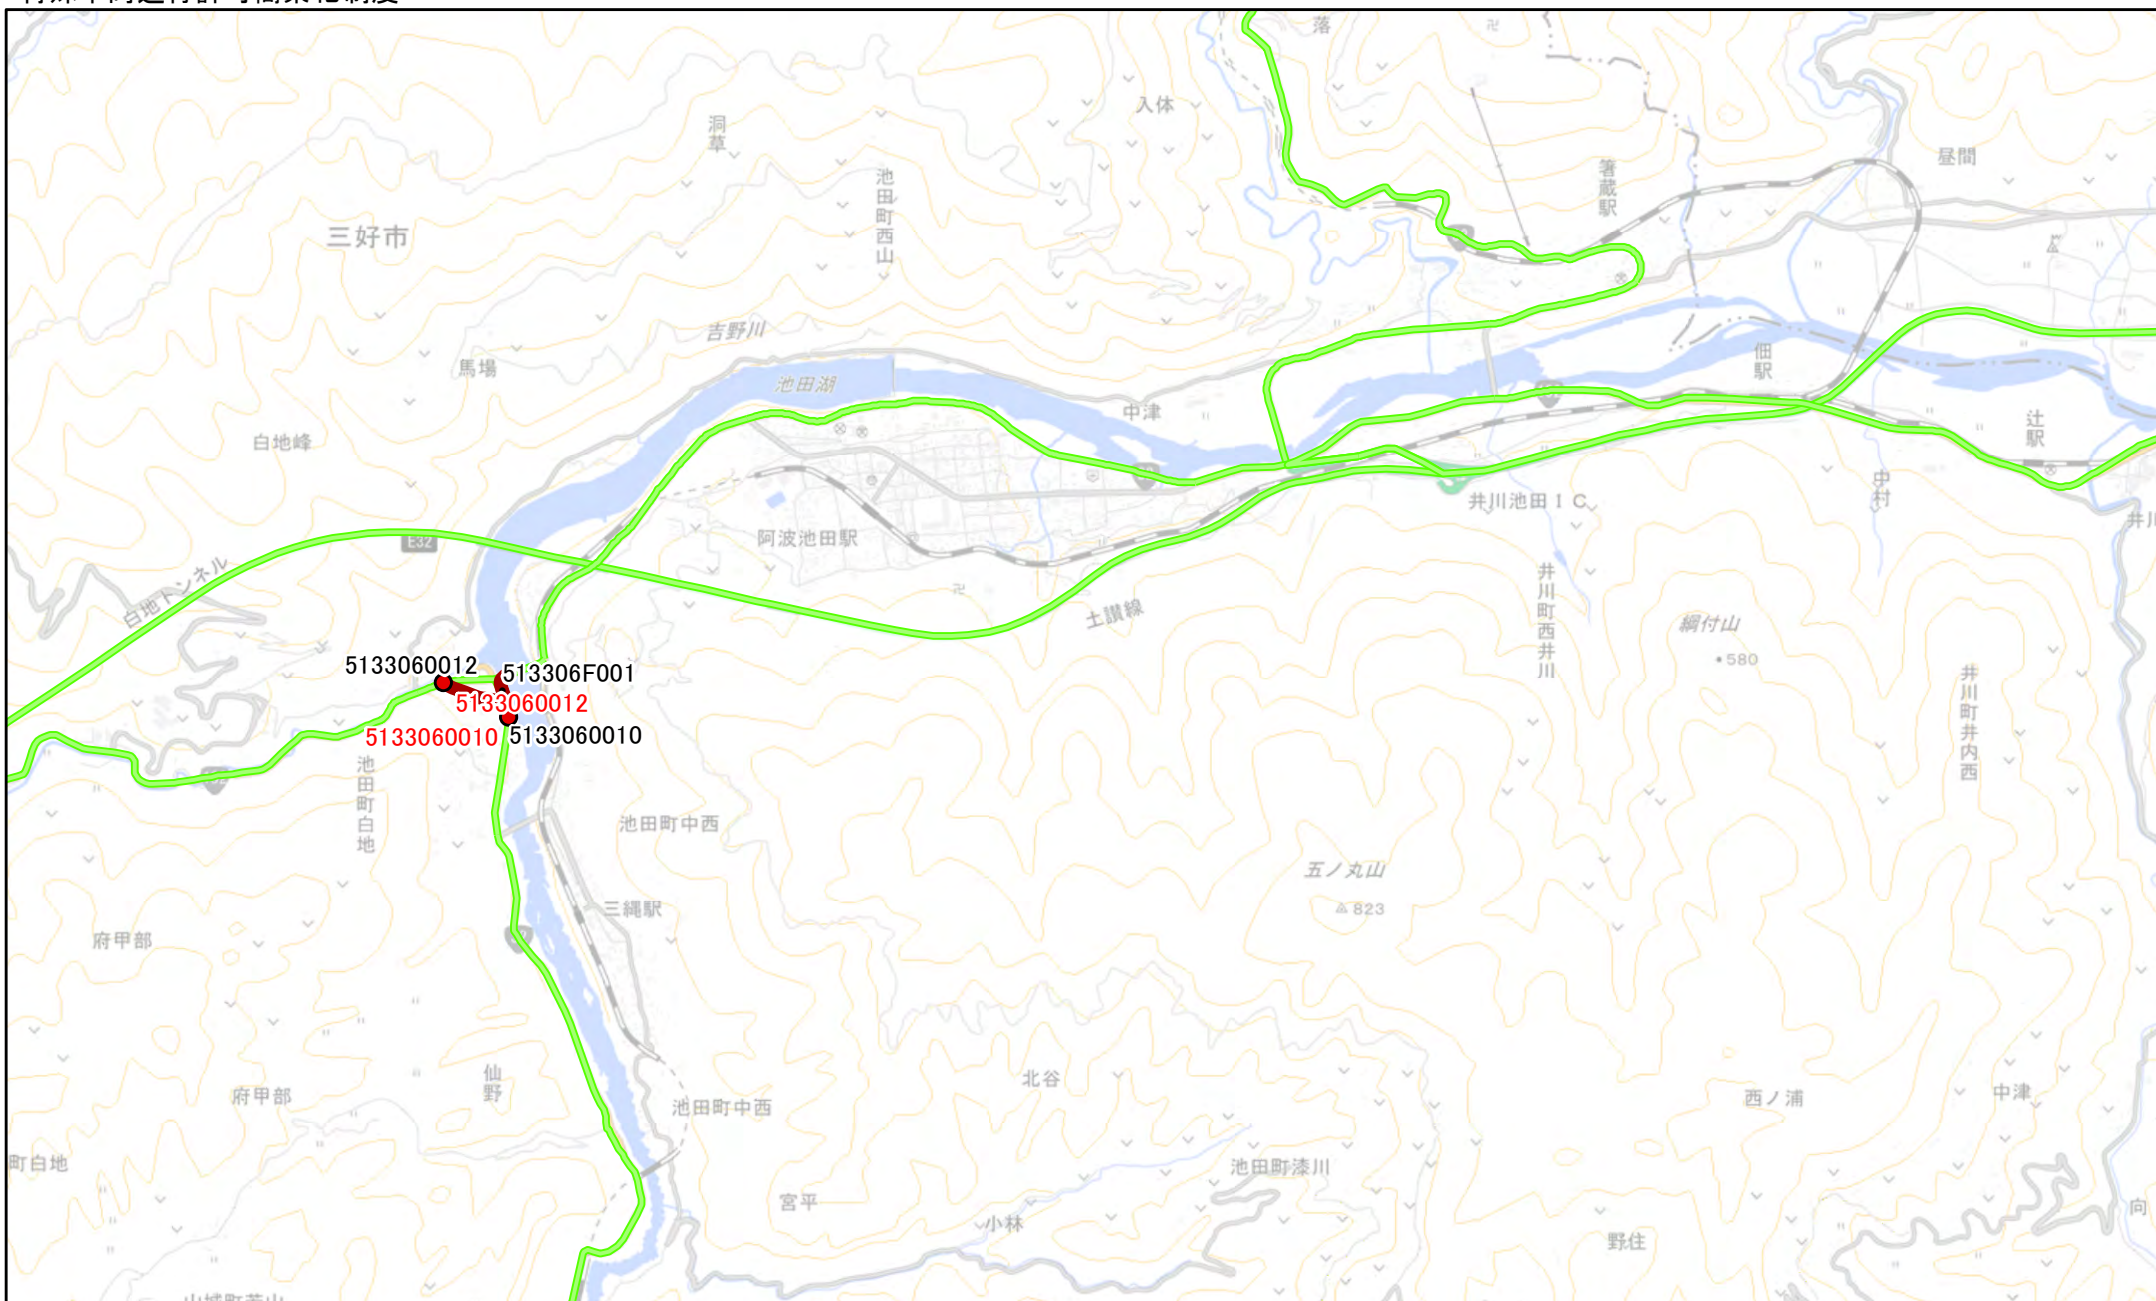 落
入体
洞草
昼間
箸蔵駅
池田町西山
三好市
吉野川
佃駅
馬場
池田湖
中津
辻駅
白地峰
中村
井川池田IC
阿波池田駅
E32
白地トンネル
井川町西井川
土讃線
綱付山
580
5133060012
513306F001
5133060012
5133060010
5133060010
井川町井内西
池田町白地
池田町中西
五ノ丸山
823
三縄駅
府甲部
北谷
仙野
府甲部
西ノ浦
中津
池田町中西
町白地
池田町漆川
宮平
向
小林
野住